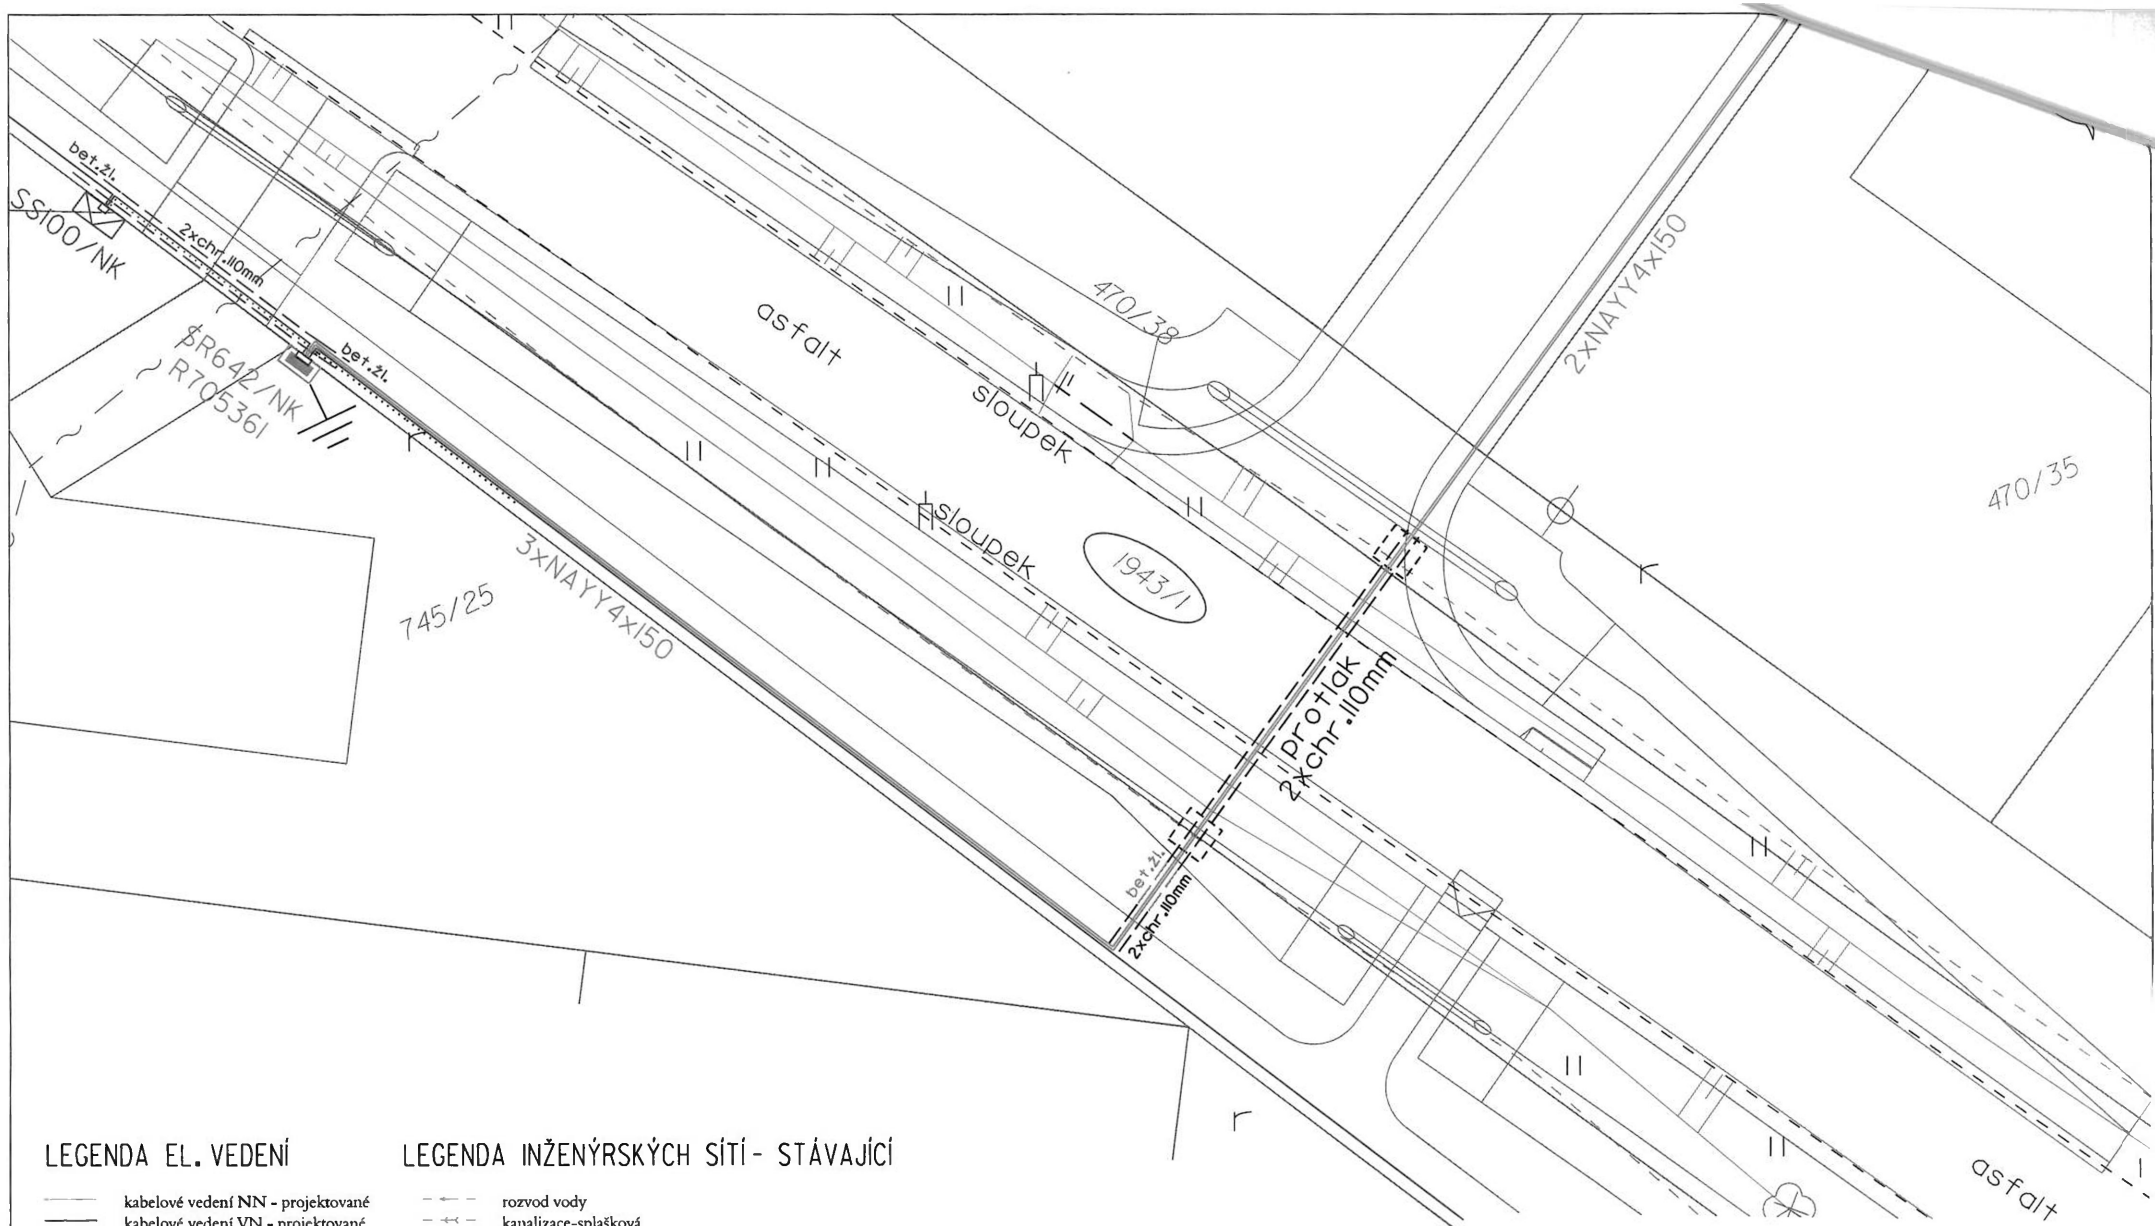 bet.žl.
SS100/NK
2xchr.110mm
bet.žl.
$R642/NK
R705361
r
3xNAYY4x150
745/25
asfalt
sloupek
sloupek
470/38
1943/1
2xNAYY4x150
470/35
r
protlak
2xchr.110mm
bet.žl.
2xchr.110mm
r
asfalt
LEGENDA EL. VEDENÍ
kabelové vedení NN - projektované
kabelové vedení VN - projektované
LEGENDA INŽENÝRSKÝCH SÍTÍ - STÁVAJÍCÍ
rozvod vody
kanalizace-splašková